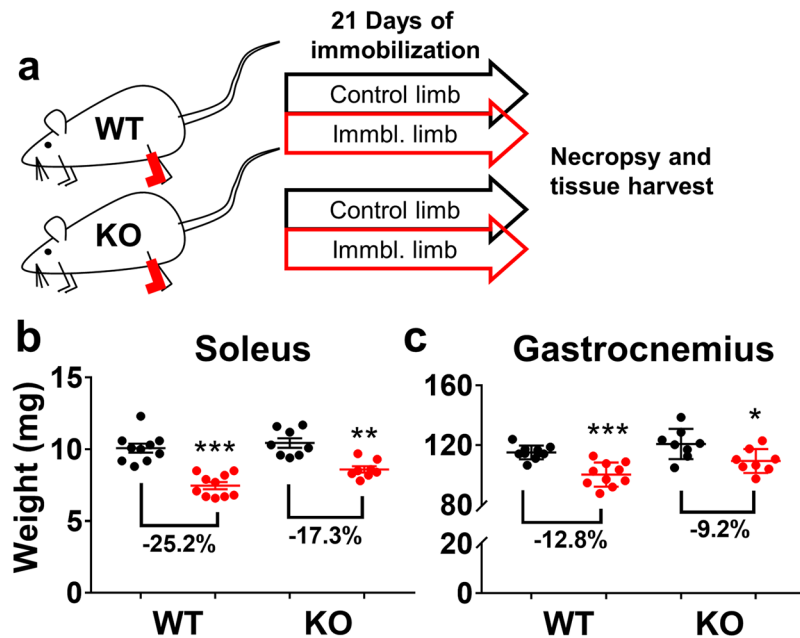 a
21 Days of
immobilization
WT
Control limb
Immbl. limb
KO
Control limb
Immbl. limb
Necropsy and
tissue harvest
b
Soleus
Weight (mg)
15
10
5
0
***
**
-25.2%
-17.3%
WT
KO
c
Gastrocnemius
160
120
80
20
0
***
*
-12.8%
-9.2%
WT
KO